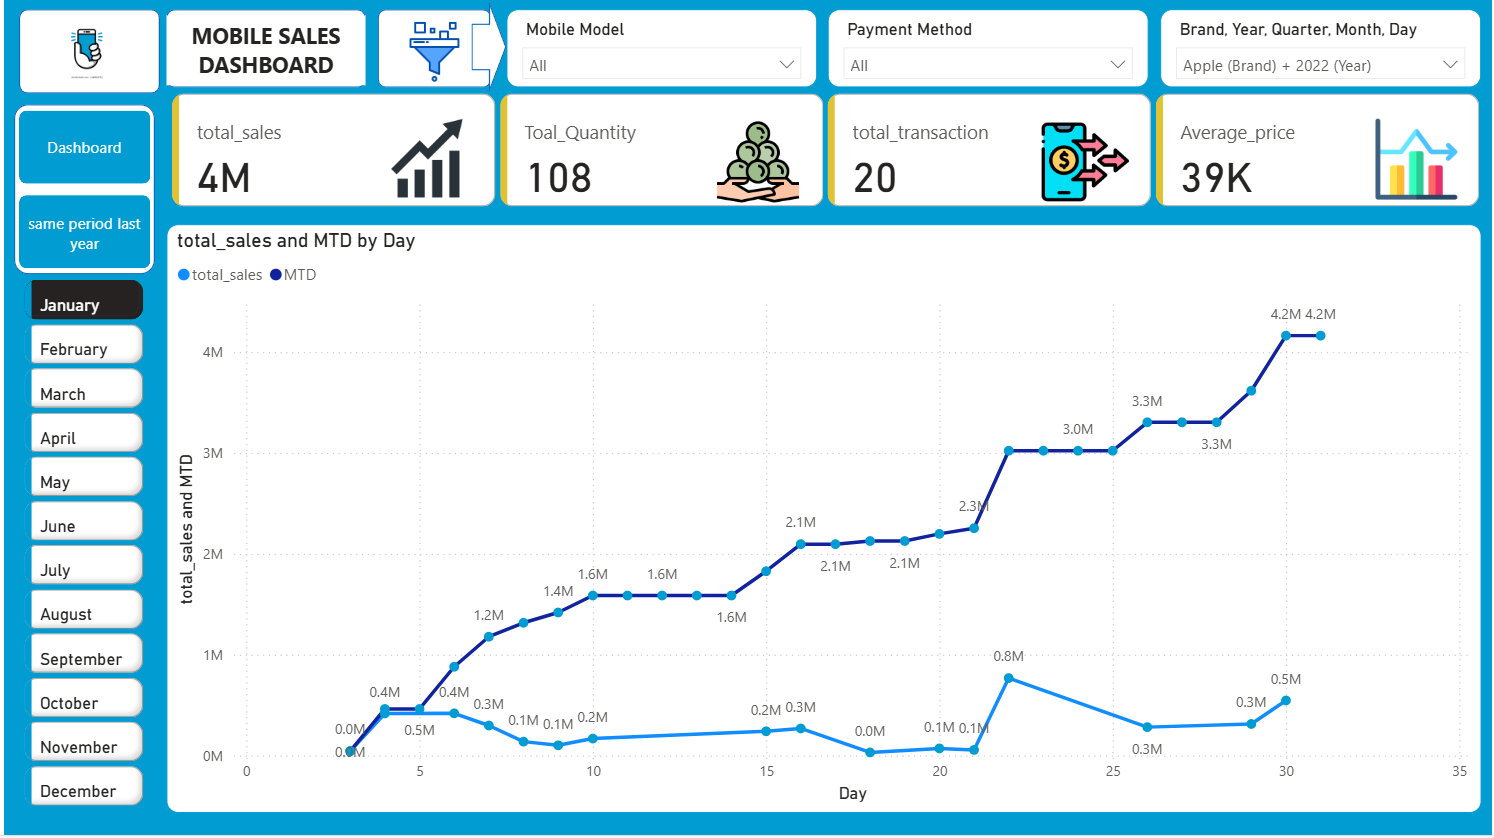 MOBILE SALES
DASHBOARD
Mobile Model
All
Payment Method
All
Brand, Year, Quarter, Month, Day
Apple (Brand) + 2022 (Year)
Dashboard
same period last
year
January
February
March
April
May
June
July
August
September
October
November
December
total_sales
4M
Toal_Quantity
108
total_transaction
20
$
Average_price
39K
total_sales and MTD by Day
total_sales MTD
total_sales and MTD
4M
3M
2M
1M
0M
4.2M 4.2M
3.3M
3.0M
3.3M
2.3M
2.1M
2.1M
2.1M
1.6M
1.6M
1.4M
1.6M
1.2M
0.8M
0.4M
0.4M
0.3M
0.5M
0.0M
0.0M
0.5M
0.1M
0.1M
0.2M
0.2M
0.3M
0.0M
0.1M
0.1M
0.3M
0.3M
0 5 10 15 20 25 30 35
Day